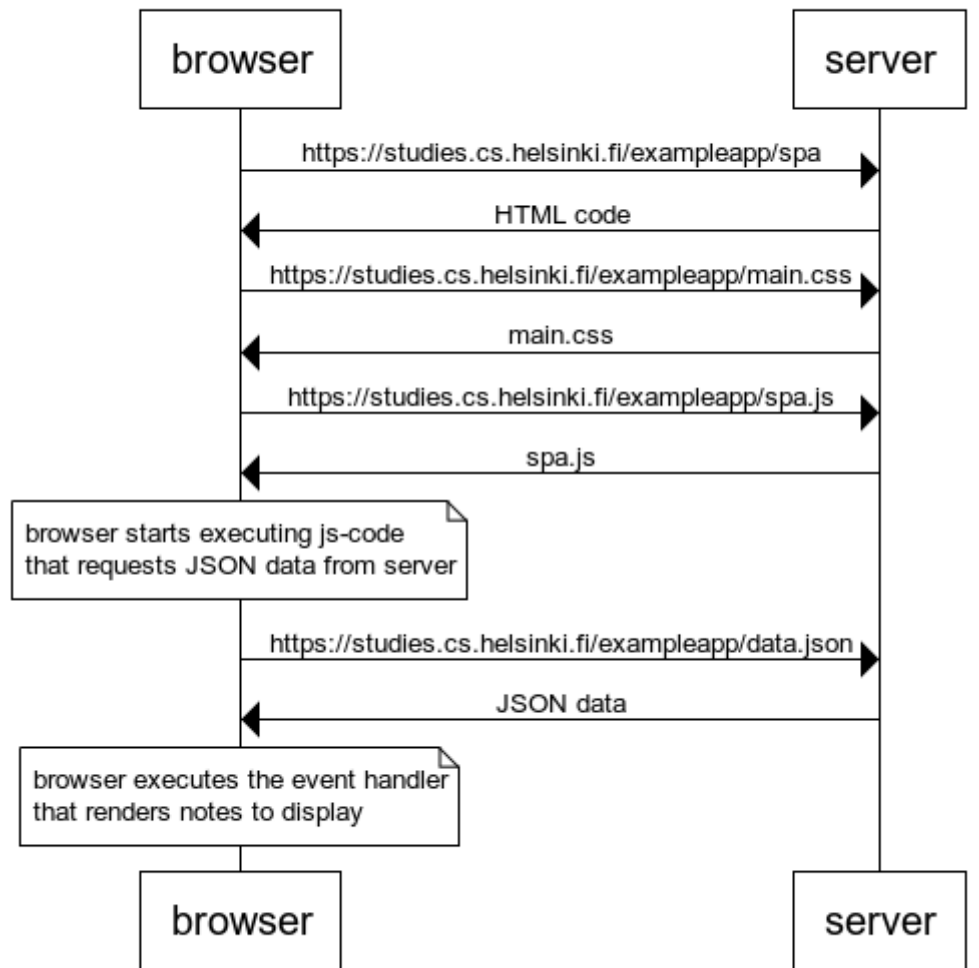 browser
server
https://studies.cs.helsinki.fi/exampleapp/spa
HTML code
https://studies.cs.helsinki.fi/exampleapp/main.css
main.css
https://studies.cs.helsinki.fi/exampleapp/spa.js
spa.js
browser starts executing js-code
that requests JSON data from server
https://studies.cs.helsinki.fi/exampleapp/data.json
JSON data
browser executes the event handler
that renders notes to display
browser
server